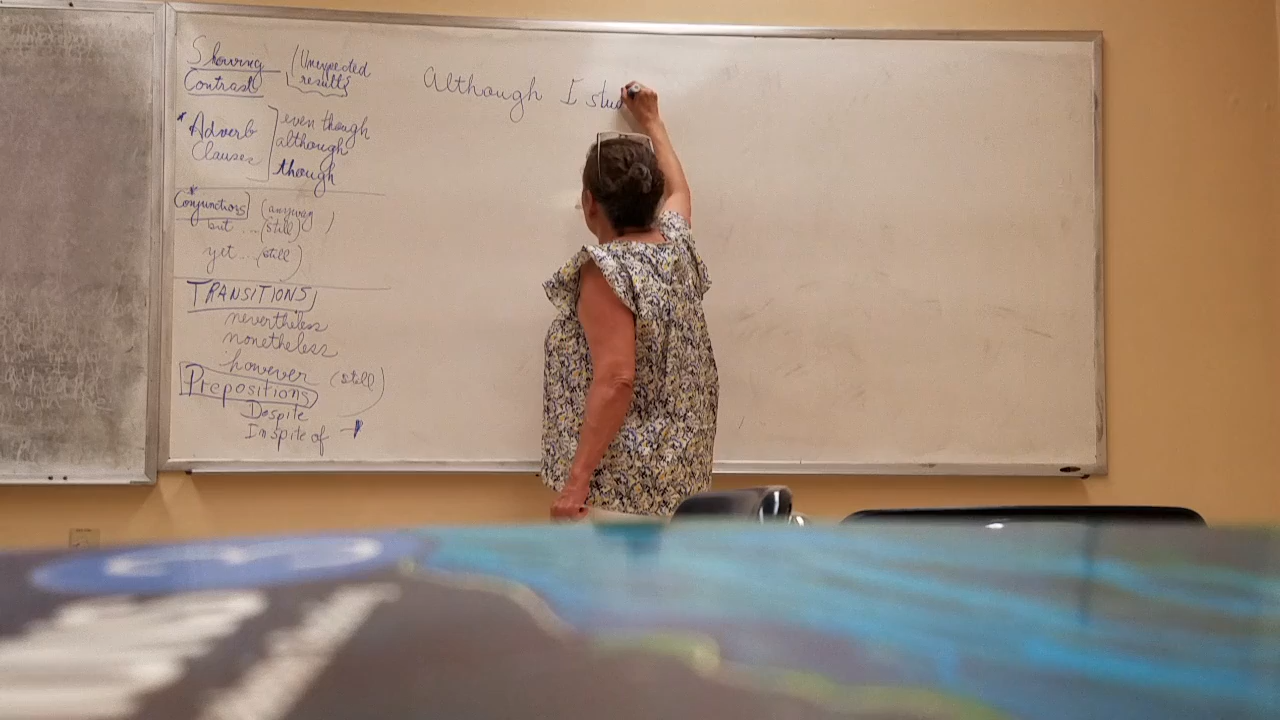 Showing
Contrast
(Unexpected
results
* Adverb
Clauses
even though
although
though
Conjunctions (anyway)
but ... (still)
yet ... (still)
TRANSITIONS
nevertheless
nonetheless
however (still)
Prepositions
Despite
In spite of
Although I stud